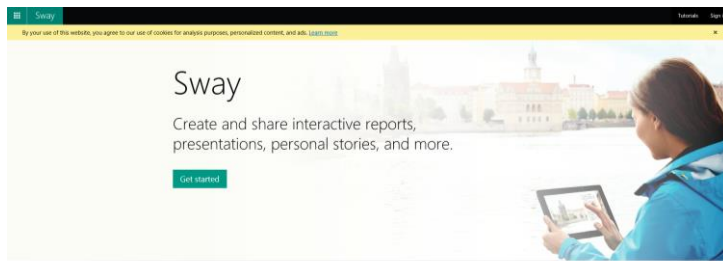 Sway
Tutorials
By your use of this website, you agree to our use of cookies for analysis purposes, personalized content, and ads. Learn more
Sway
Create and share interactive reports,
presentations, personal stories, and more.
Get started